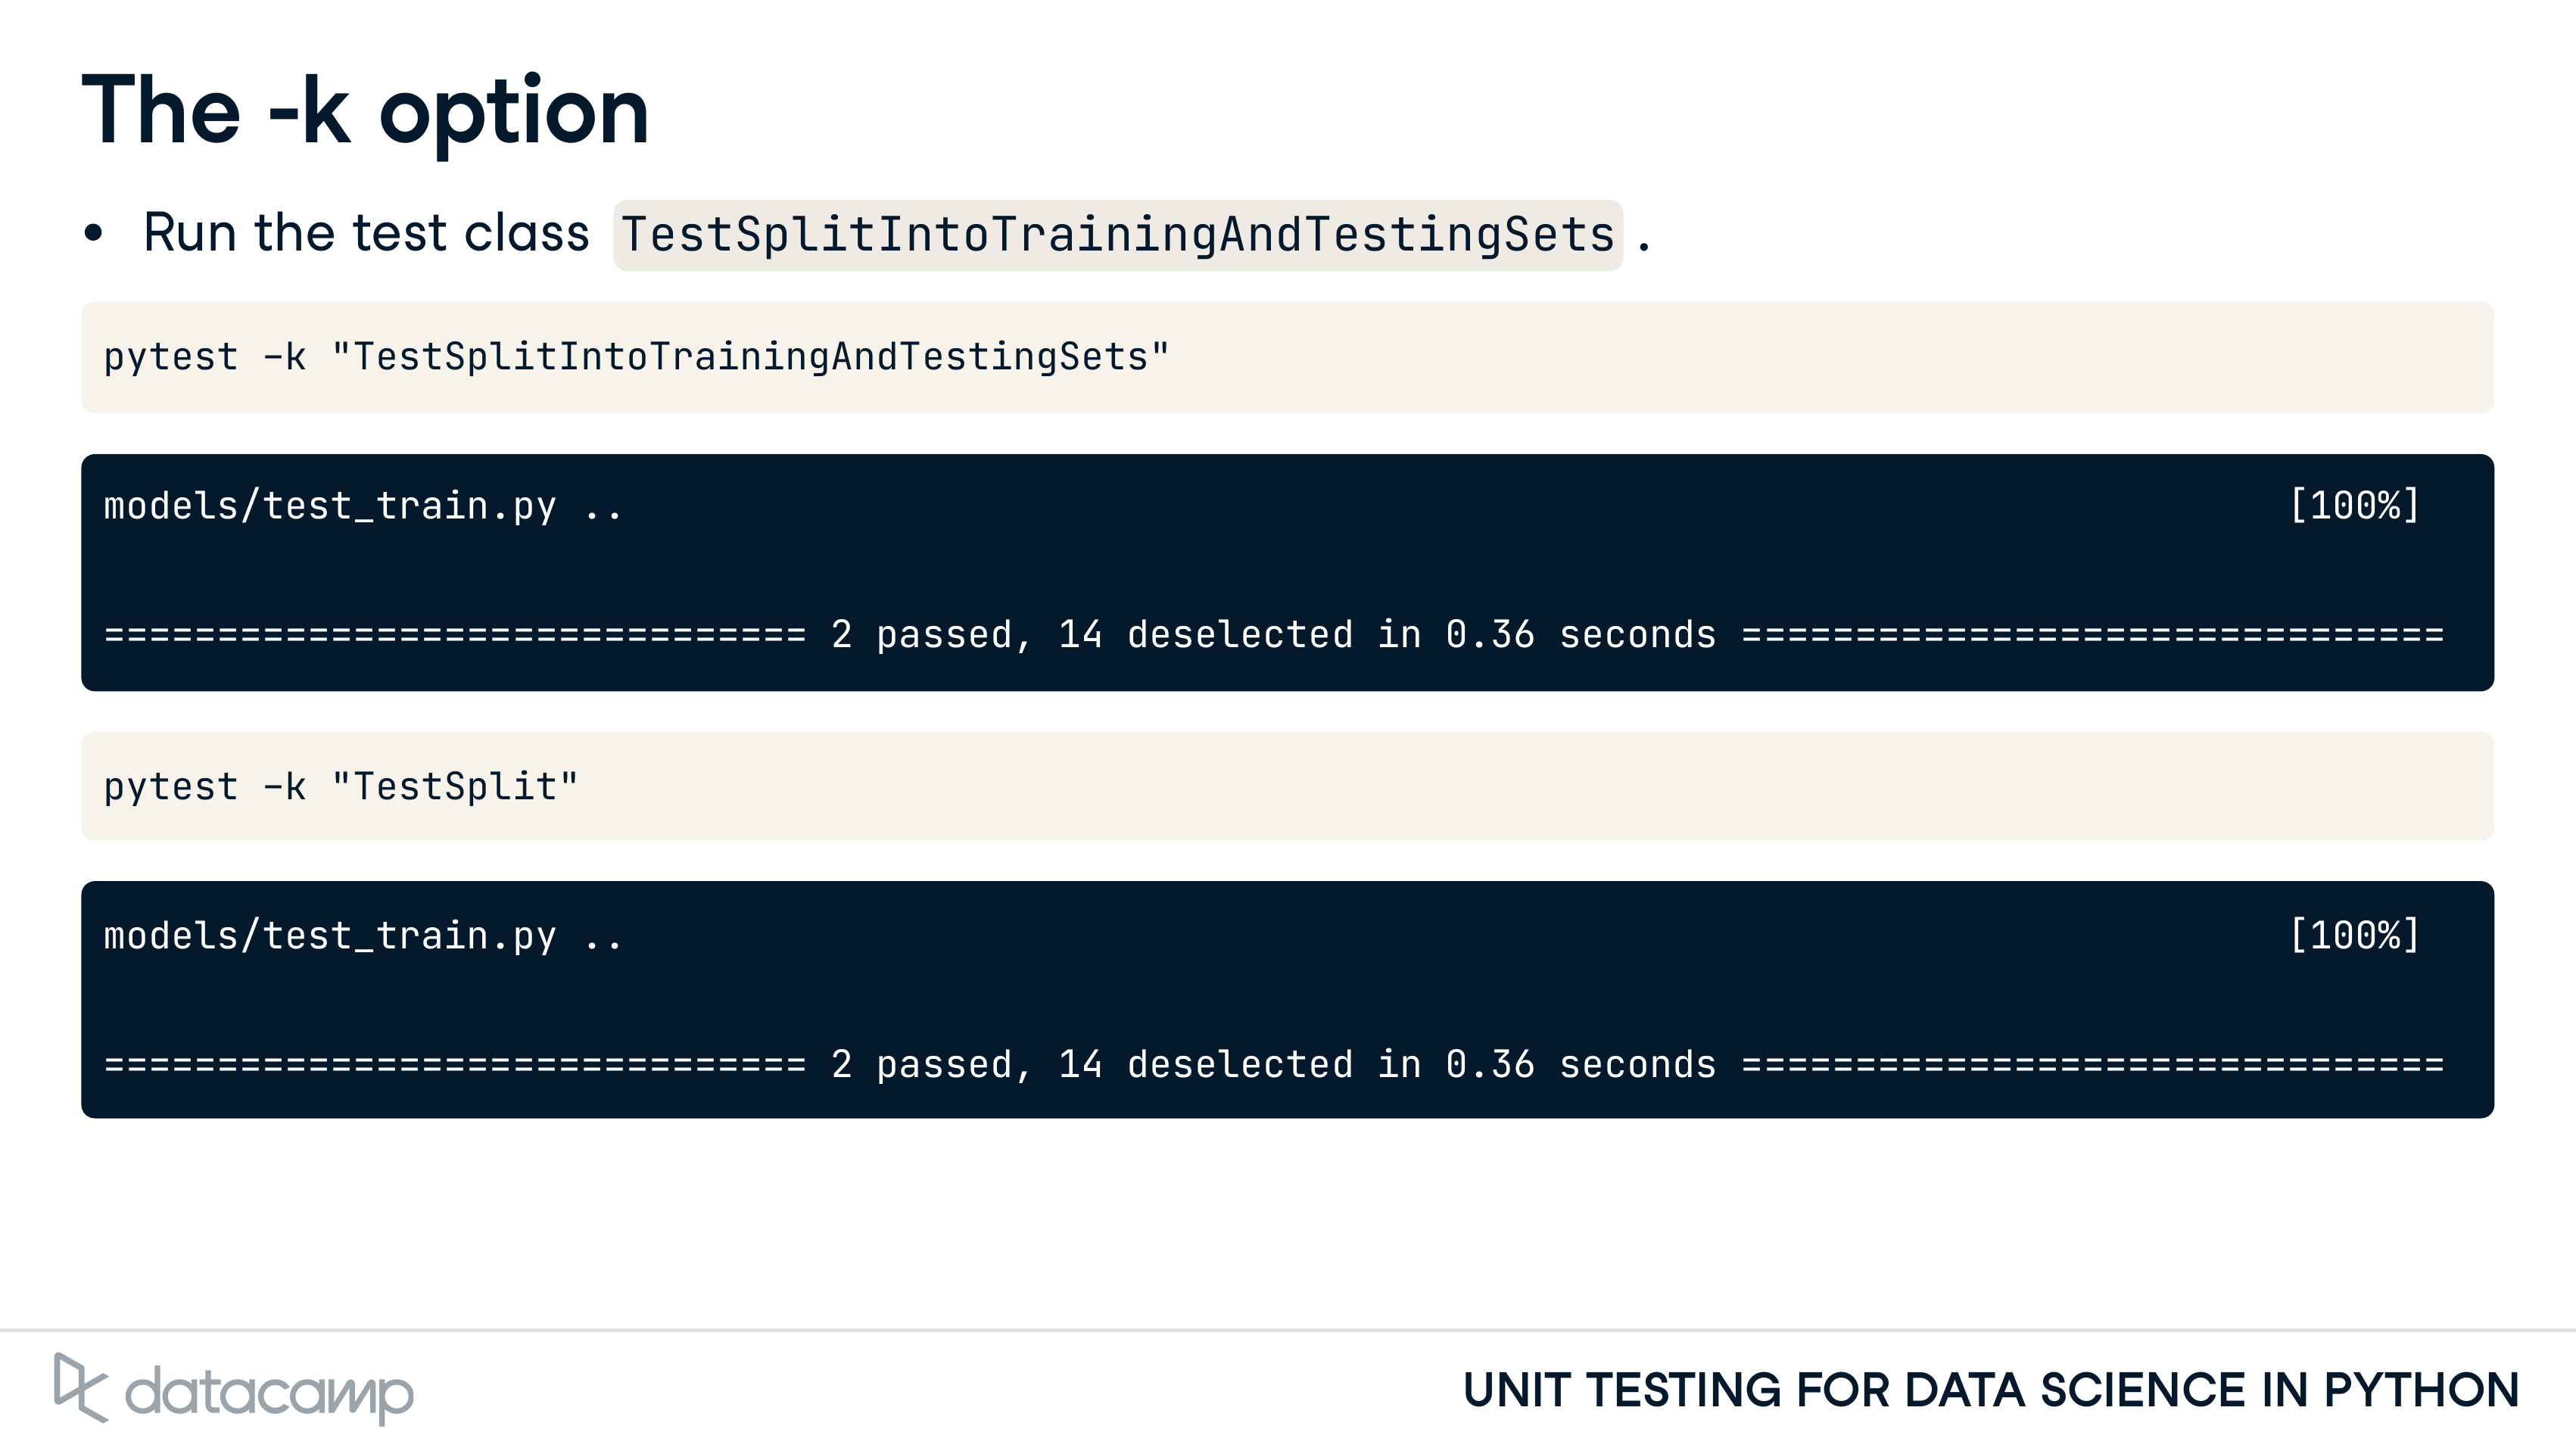 The -k option
• Run the test class TestSplitIntoTrainingAndTestingSets .
pytest -k "TestSplitIntoTrainingAndTestingSets"
models/test_train.py .. [100%]
=============================== 2 passed, 14 deselected in 0.36 seconds ===============================
pytest -k "TestSplit"
models/test_train.py .. [100%]
=============================== 2 passed, 14 deselected in 0.36 seconds ===============================
datacamp
UNIT TESTING FOR DATA SCIENCE IN PYTHON